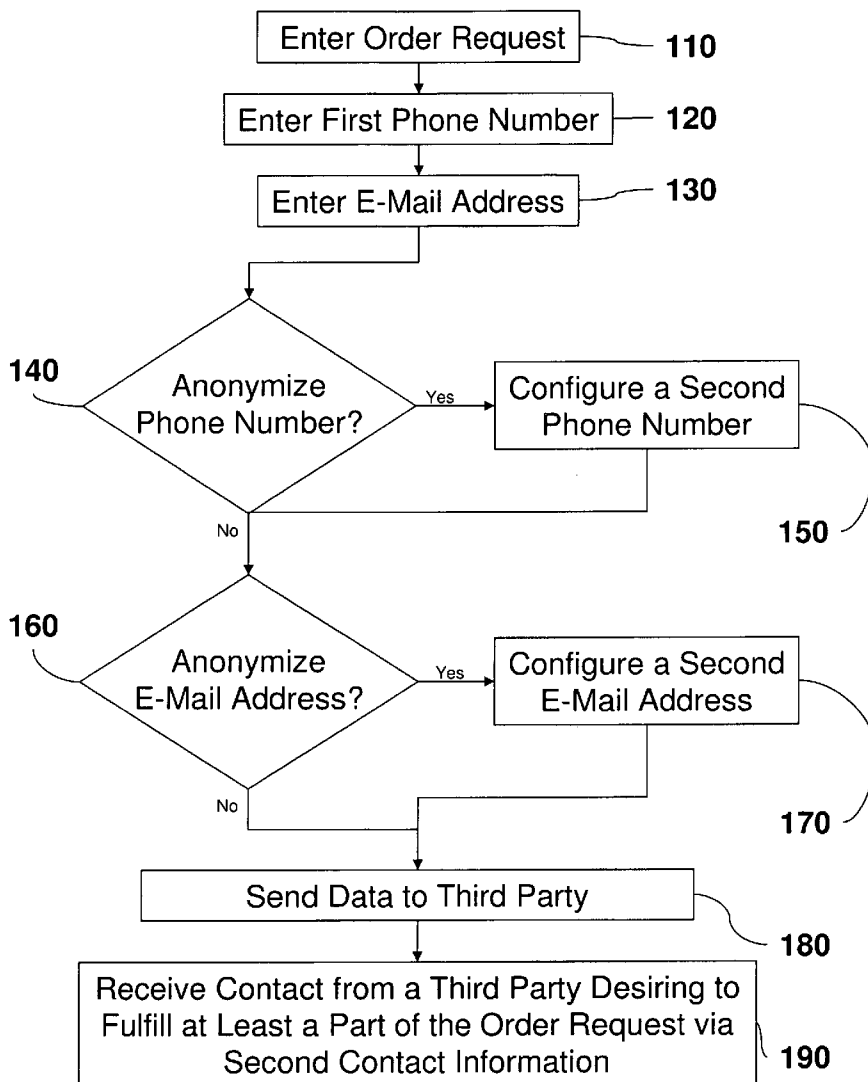 Enter Order Request
110
Enter First Phone Number
120
Enter E-Mail Address
130
140
Anonymize
Phone Number?
Yes
Configure a Second
Phone Number
150
No
160
Anonymize
E-Mail Address?
Yes
Configure a Second
E-Mail Address
170
No
Send Data to Third Party
180
Receive Contact from a Third Party Desiring to
Fulfill at Least a Part of the Order Request via
Second Contact Information
190